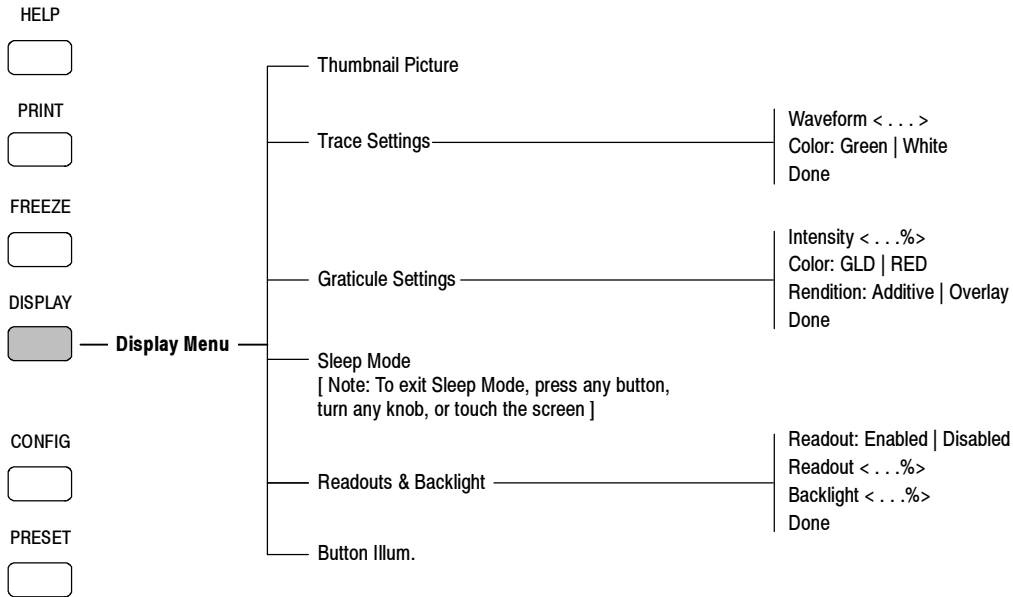 HELP
PRINT
FREEZE
DISPLAY
CONFIG
PRESET
Display Menu
Thumbnail Picture
Trace Settings
Waveform < . . . >
Color: Green | White
Done
Graticule Settings
Intensity < . . .%>
Color: GLD | RED
Rendition: Additive | Overlay
Done
Sleep Mode
[ Note: To exit Sleep Mode, press any button,
turn any knob, or touch the screen ]
Readouts & Backlight
Readout: Enabled | Disabled
Readout < . . .%>
Backlight < . . .%>
Done
Button Illum.